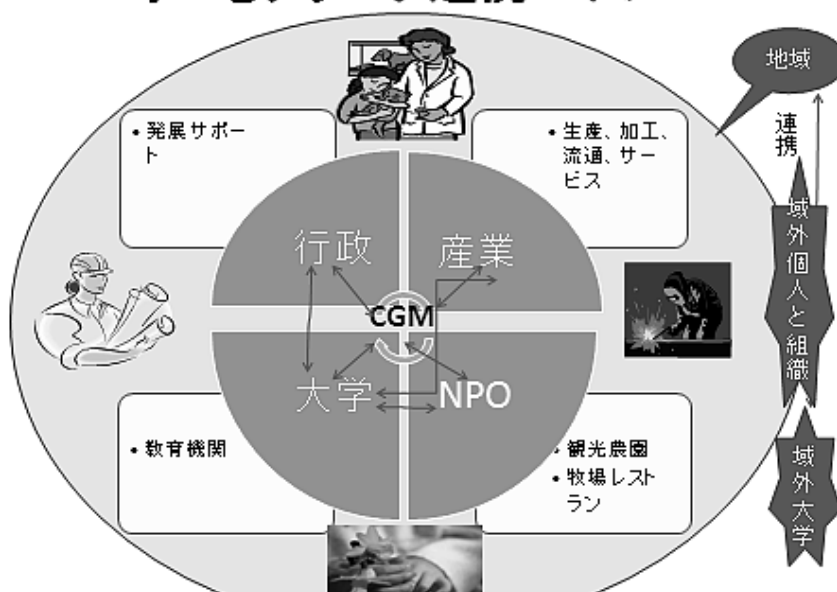 地域
連携
・発展サポー
ト
・生産、加工、
流通、サー
ビス
行政
産業
CGM
大学
NPO
・教育機関
・観光農園
・牧場レスト
ラン
域外個人と組織
域外大学